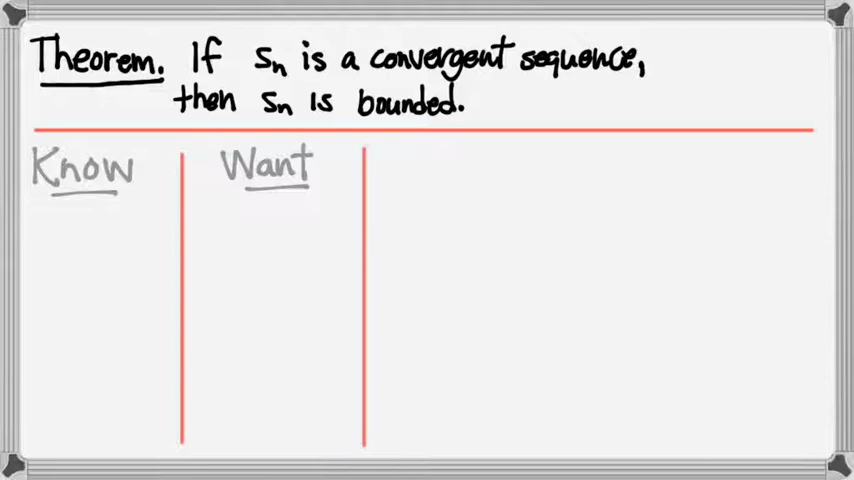 Theorem. If sₙ is a convergent sequence,
then sₙ is bounded.
Know
Want